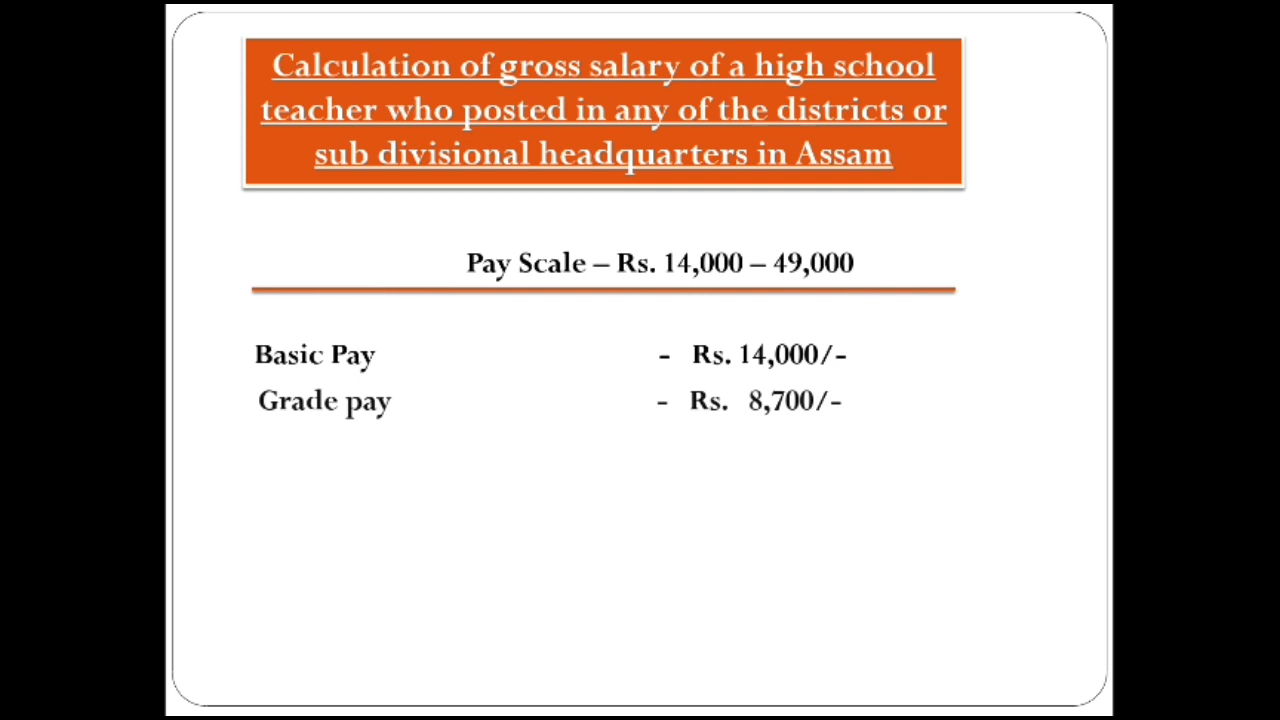 Calculation of gross salary of a high school
teacher who posted in any of the districts or
sub divisional headquarters in Assam
Pay Scale – Rs. 14,000 – 49,000
Basic Pay - Rs. 14,000/-
Grade pay - Rs. 8,700/-